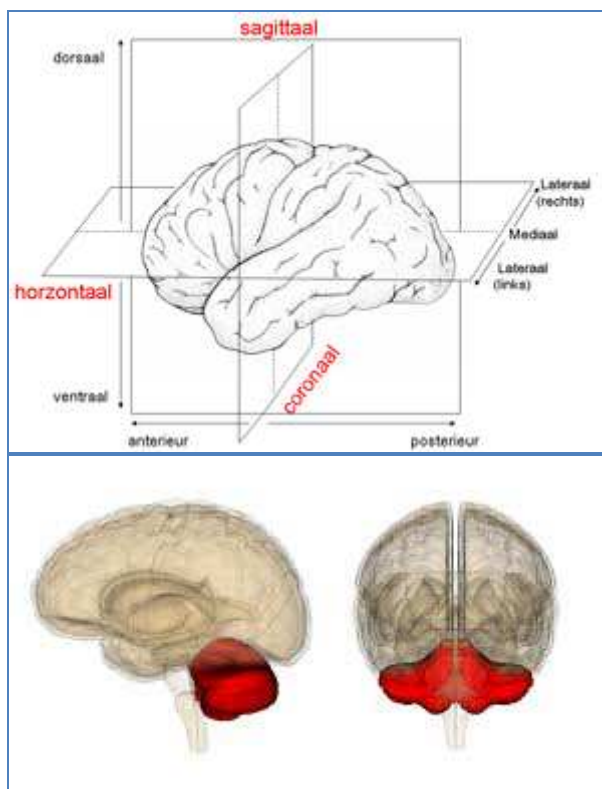 sagittaal
dorsaal
Lateraal
(rechts)
Mediaal
Lateraal
(links)
horzontaal
coronaal
ventraal
anterieur
posterieur